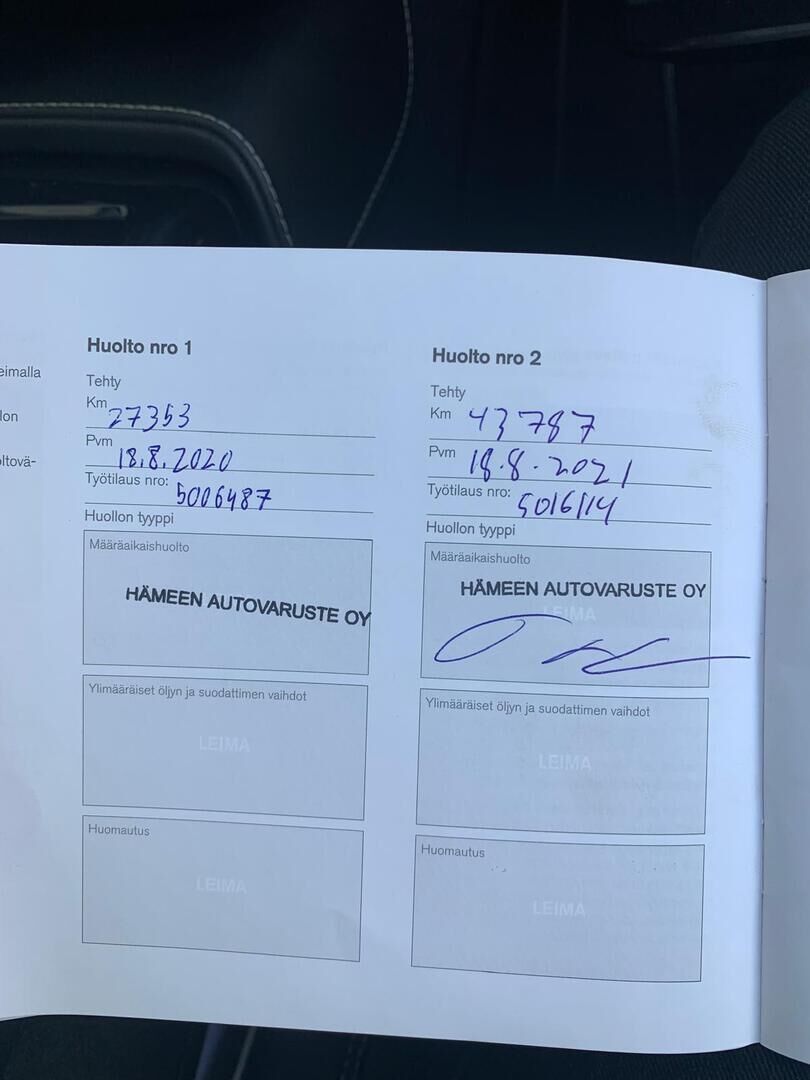 eimalla
lon
oltovä-
Huolto nro 1
Tehty
Km 27353
Pvm 18.8.2020
Työtilaus nro: 5006487
Huollon tyyppi
Määräaikaishuolto
HÄMEEN AUTOVARUSTE OY
Ylimääräiset öljyn ja suodattimen vaihdot
LEIMA
Huomautus
LEIMA
Huolto nro 2
Tehty
Km 43787
Pvm 18.8.2021
Työtilaus nro: 5016114
Huollon tyyppi
Määräaikaishuolto
HÄMEEN AUTOVARUSTE OY
LEIMA
Ylimääräiset öljyn ja suodattimen vaihdot
LEIMA
Huomautus
LEIMA